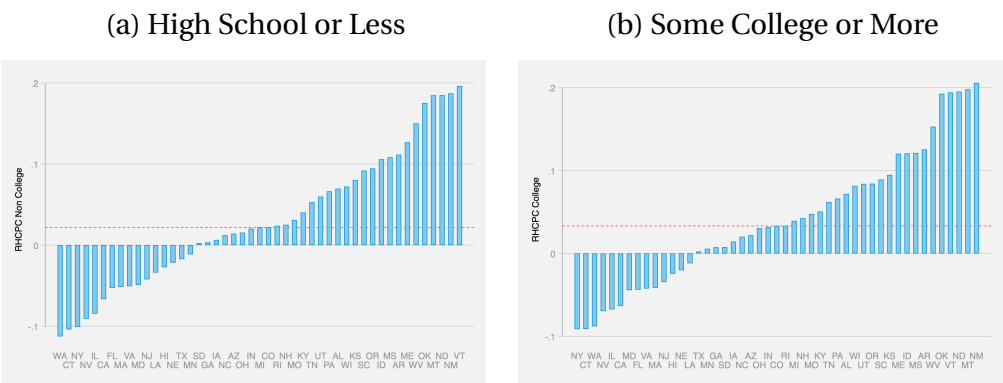 (a) High School or Less
.2
.1
0
-.1
RHCPC Non College
WA NY IL FL VA NJ HI TX SD IA AZ IN CO NH KY UT AL KS OR MS ME OK ND VT
CT NV CA MA MD LA NE MN GA NC OH MI RI MO TN PA WI SC ID AR WV MT NM
(b) Some College or More
.2
.1
0
-.1
RHCPC College
NY WA IL MD FL NJ NE TX GA IA AZ IN RI NH KY PA WI OR KS ID AR OK ND NM
CT NV CA FL MA HI LA MN SD NC OH CO MI MO TN AL UT SC ME MS WV VT MT